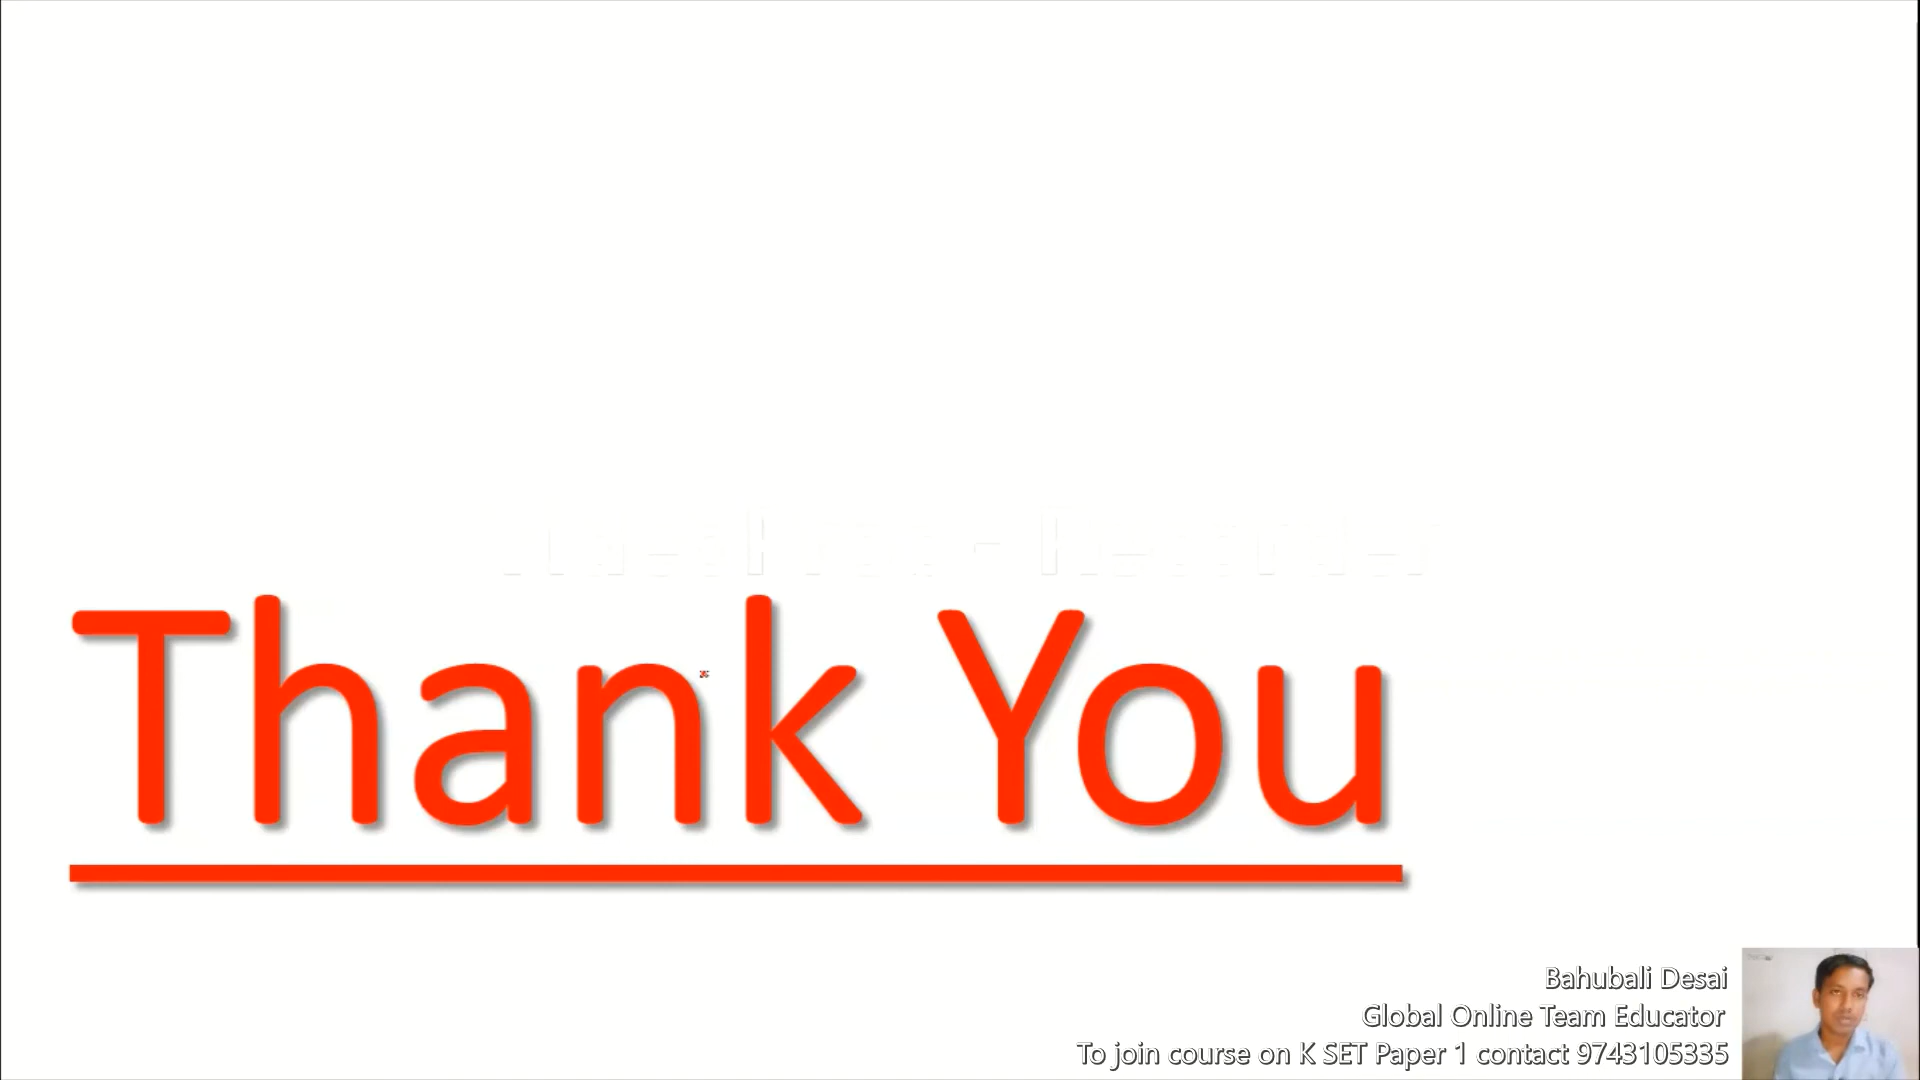 Thank You
Bahubali Desai
Global Online Team Educator
To join course on K SET Paper 1 contact 9743105335